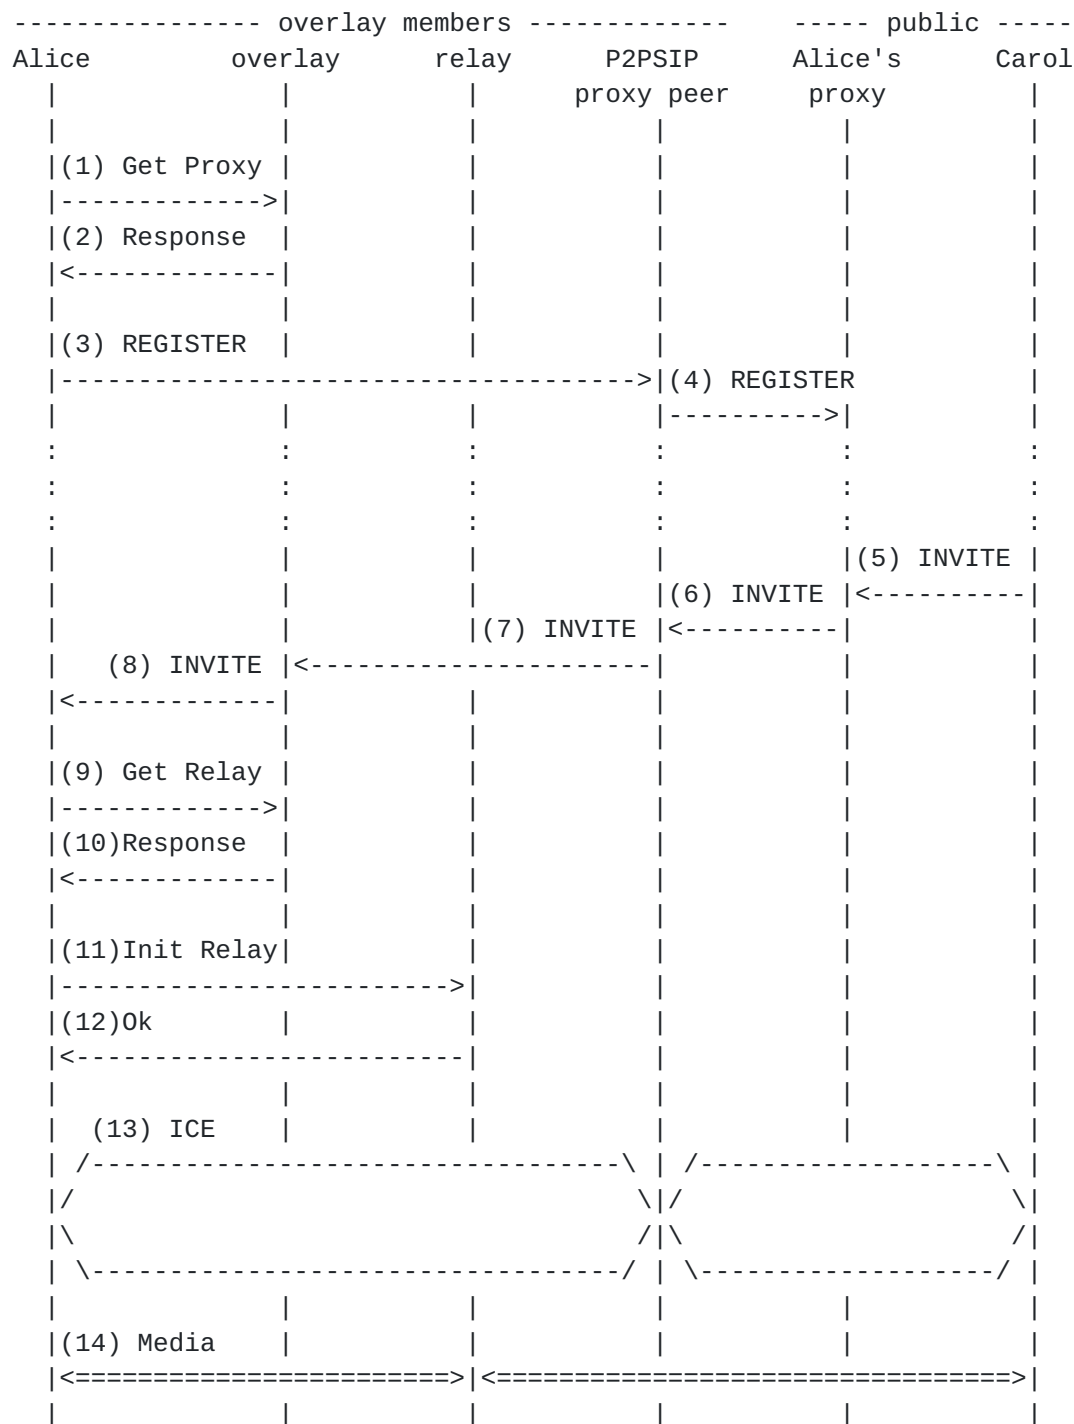 ---------------- overlay members -------------    ----- public -----
Alice         overlay      relay      P2PSIP      Alice's      Carol
proxy peer     proxy
(1) Get Proxy
(2) Response
(3) REGISTER
(4) REGISTER
(5) INVITE
(6) INVITE
(7) INVITE
(8) INVITE
(9) Get Relay
(10)Response
(11)Init Relay
(12)Ok
(13) ICE
(14) Media